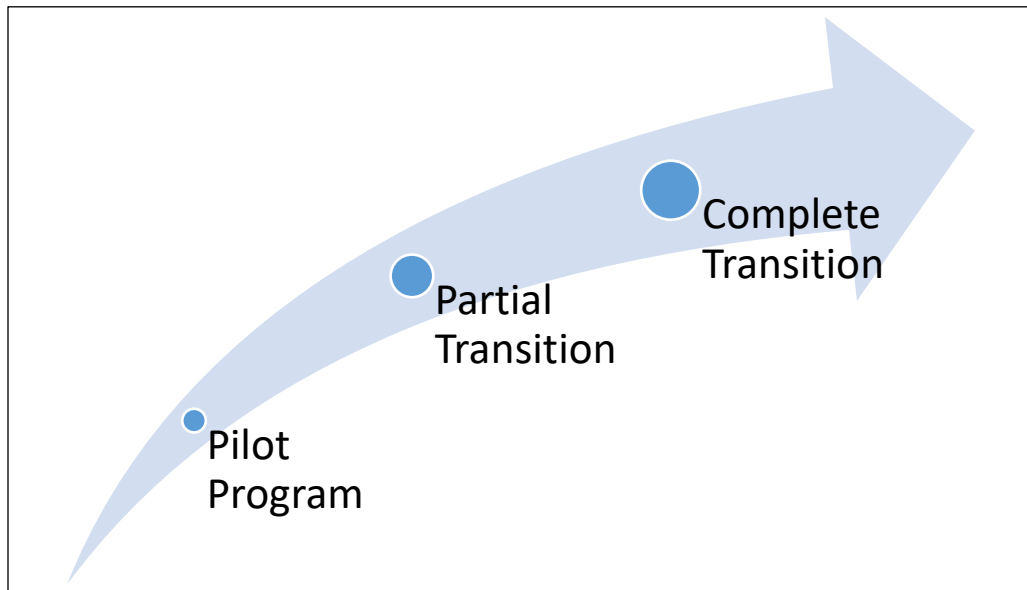 Complete
Transition
Partial
Transition
Pilot
Program